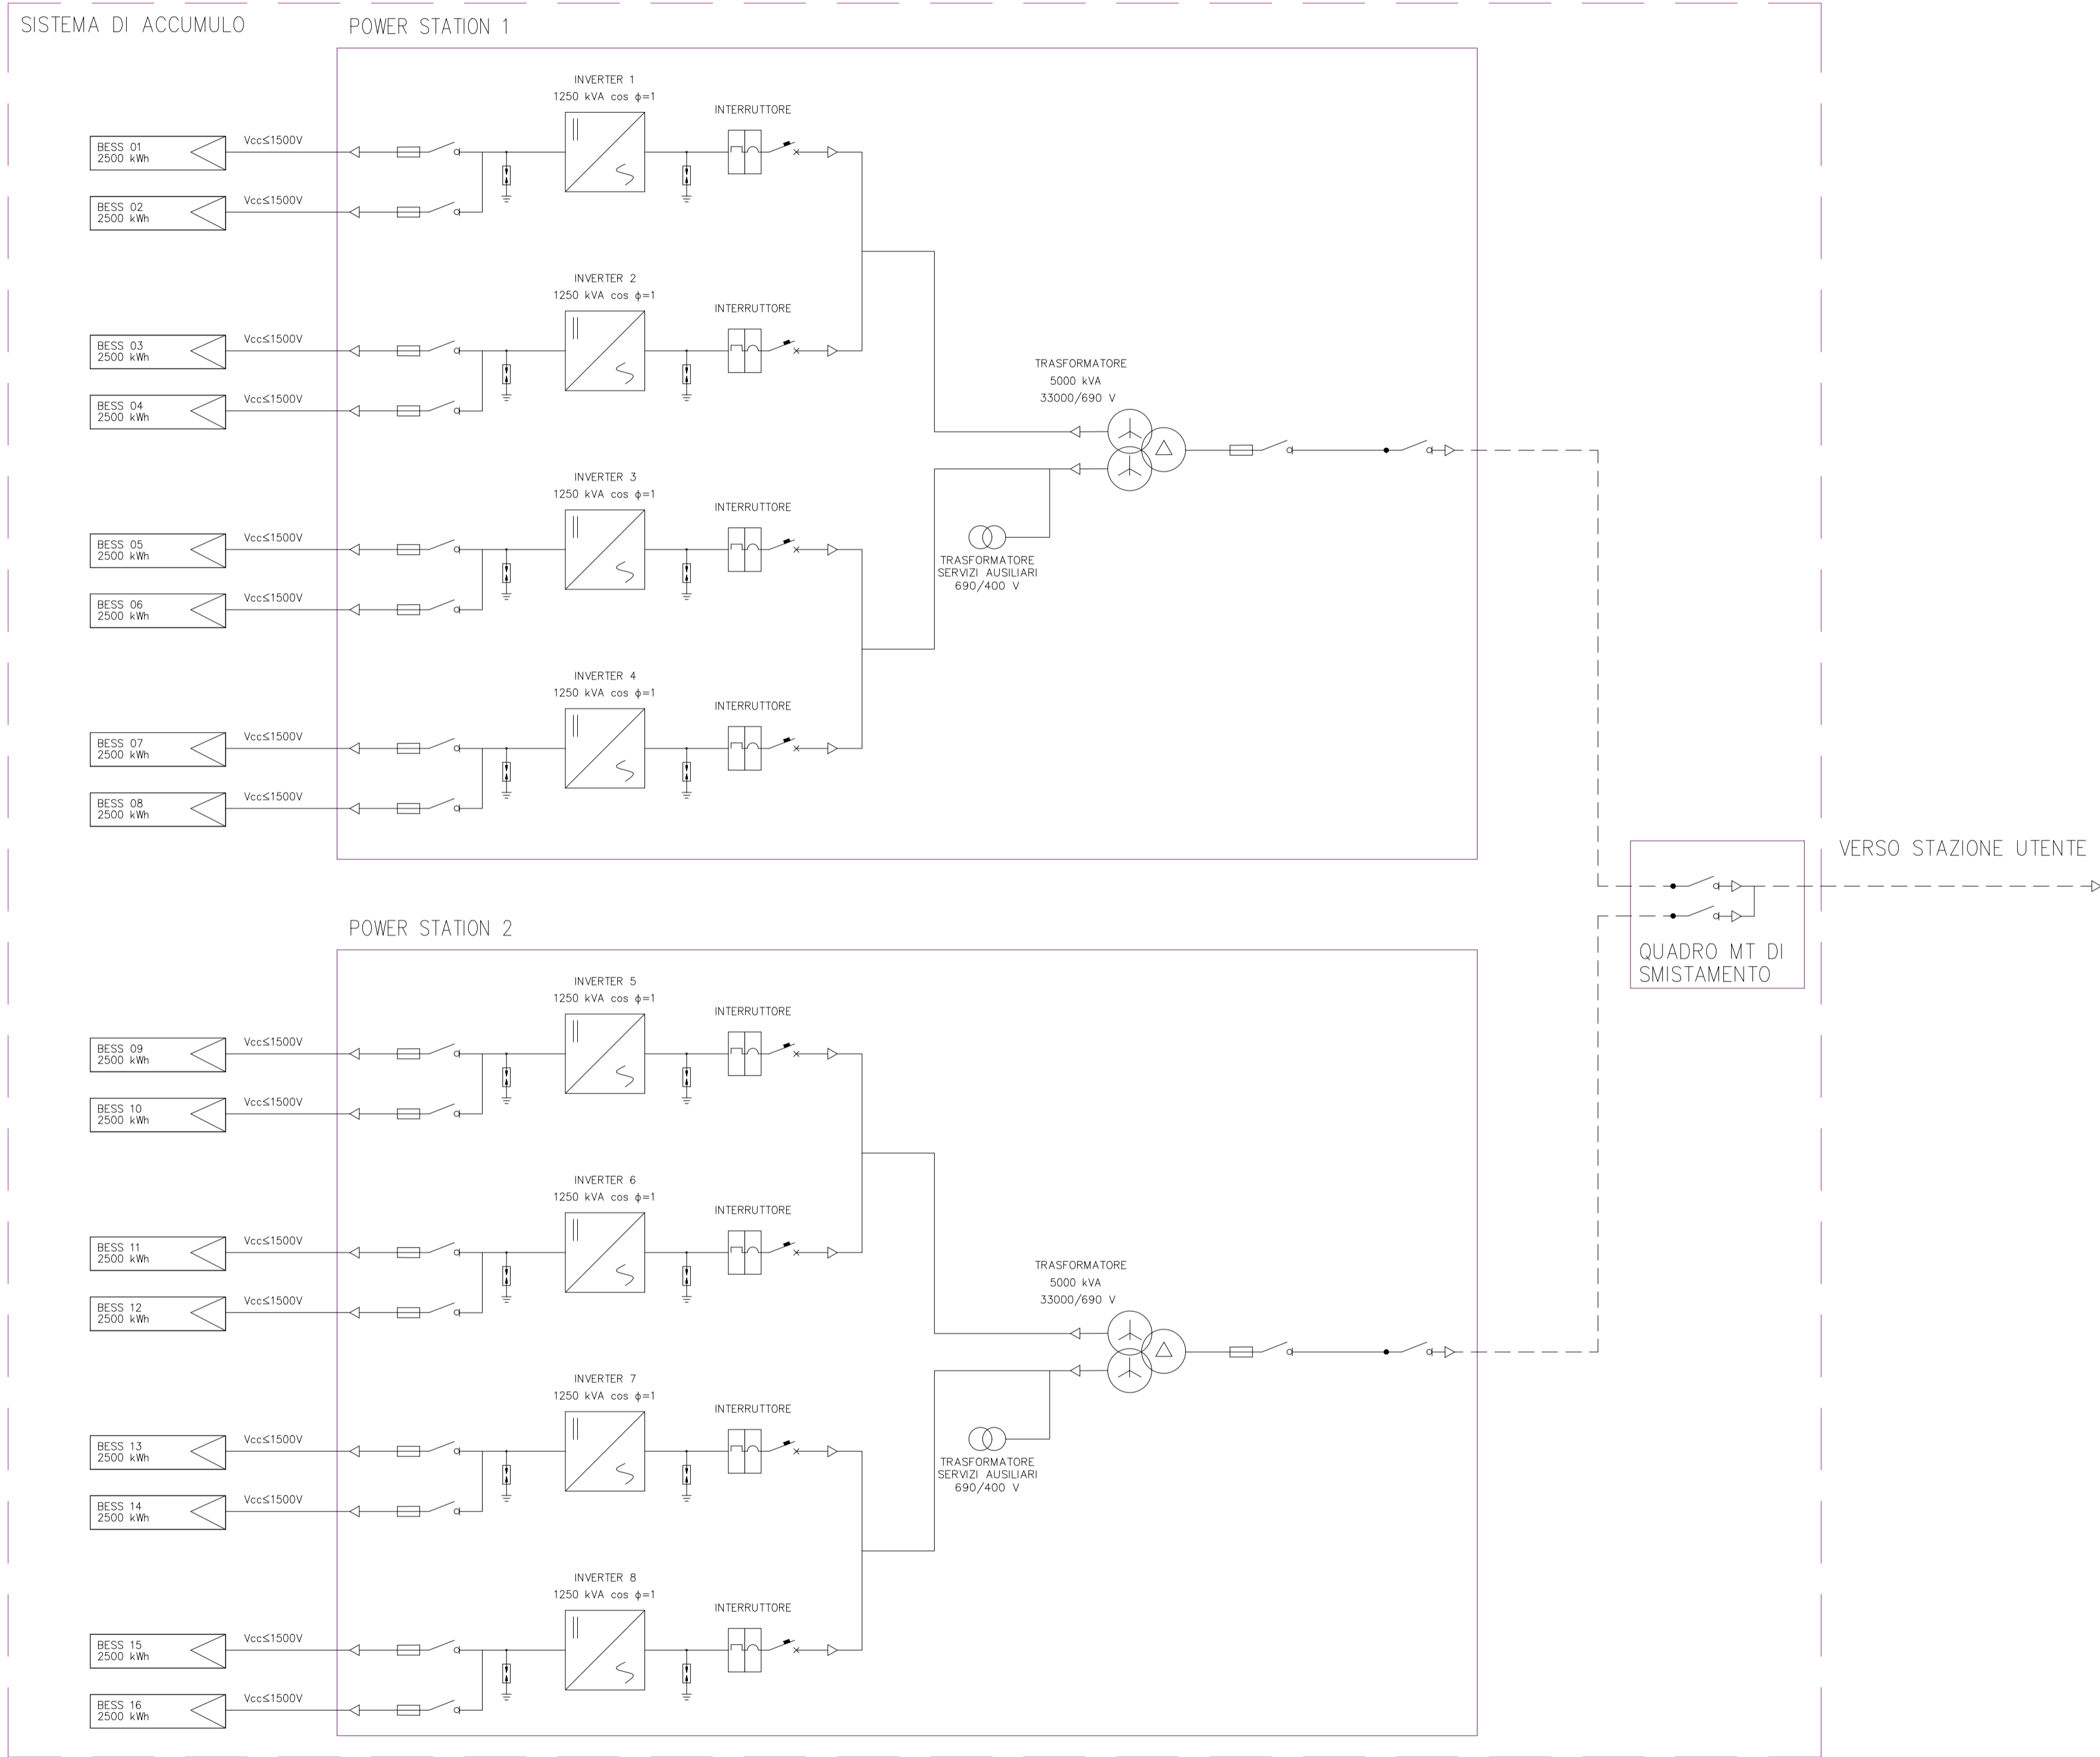 SISTEMA DI ACCUMULO
POWER STATION 1
INVERTER 1
1250 kVA cos ϕ=1
INTERRUTTORE
BESS 01
2500 kWh
Vcc≤1500V
BESS 02
2500 kWh
Vcc≤1500V
INVERTER 2
1250 kVA cos ϕ=1
INTERRUTTORE
BESS 03
2500 kWh
Vcc≤1500V
BESS 04
2500 kWh
Vcc≤1500V
TRASFORMATORE
5000 kVA
33000/690 V
INVERTER 3
1250 kVA cos ϕ=1
INTERRUTTORE
BESS 05
2500 kWh
Vcc≤1500V
BESS 06
2500 kWh
Vcc≤1500V
TRASFORMATORE
SERVIZI AUSILIARI
690/400 V
INVERTER 4
1250 kVA cos ϕ=1
INTERRUTTORE
BESS 07
2500 kWh
Vcc≤1500V
BESS 08
2500 kWh
Vcc≤1500V
VERSO STAZIONE UTENTE
QUADRO MT DI
SMISTAMENTO
POWER STATION 2
INVERTER 5
1250 kVA cos ϕ=1
INTERRUTTORE
BESS 09
2500 kWh
Vcc≤1500V
BESS 10
2500 kWh
Vcc≤1500V
INVERTER 6
1250 kVA cos ϕ=1
INTERRUTTORE
BESS 11
2500 kWh
Vcc≤1500V
BESS 12
2500 kWh
Vcc≤1500V
TRASFORMATORE
5000 kVA
33000/690 V
INVERTER 7
1250 kVA cos ϕ=1
INTERRUTTORE
BESS 13
2500 kWh
Vcc≤1500V
BESS 14
2500 kWh
Vcc≤1500V
TRASFORMATORE
SERVIZI AUSILIARI
690/400 V
INVERTER 8
1250 kVA cos ϕ=1
INTERRUTTORE
BESS 15
2500 kWh
Vcc≤1500V
BESS 16
2500 kWh
Vcc≤1500V